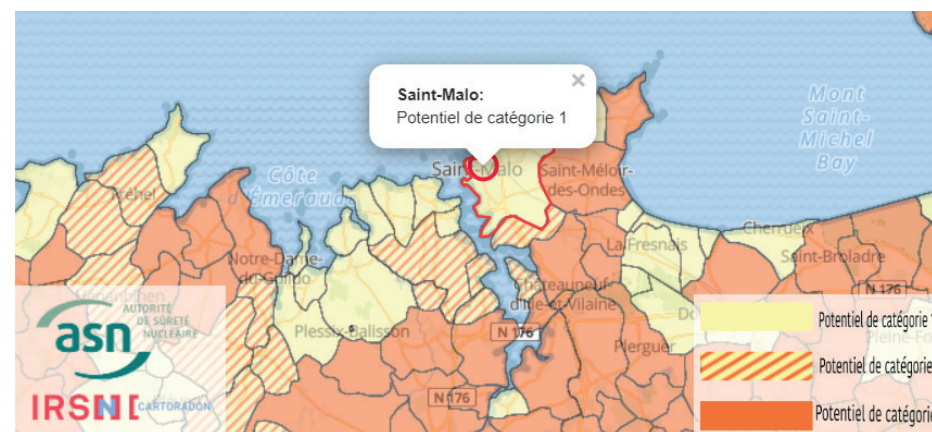 Saint-Malo:
Potentiel de catégorie 1
×
Mont
Saint-
Michel
Bay
Côte
d'Émeraude
Saint-Malo
Saint-Méloir-
des-Ondes
Fréhel
Notre-Dame-
du-Guildo
La Fresnais
Cherrueix
Saint-Broladre
N 176
Châteauneuf-
d'Ille-et-Vilaine
Plessix-Balisson
N 176
Plerguer
N 176
asn
AUTORITÉ
DE SÛRETÉ
NUCLÉAIRE
IRSN
CARTORADON
Potentiel de catégorie 1
Potentiel de catégorie
Potentiel de catégorie